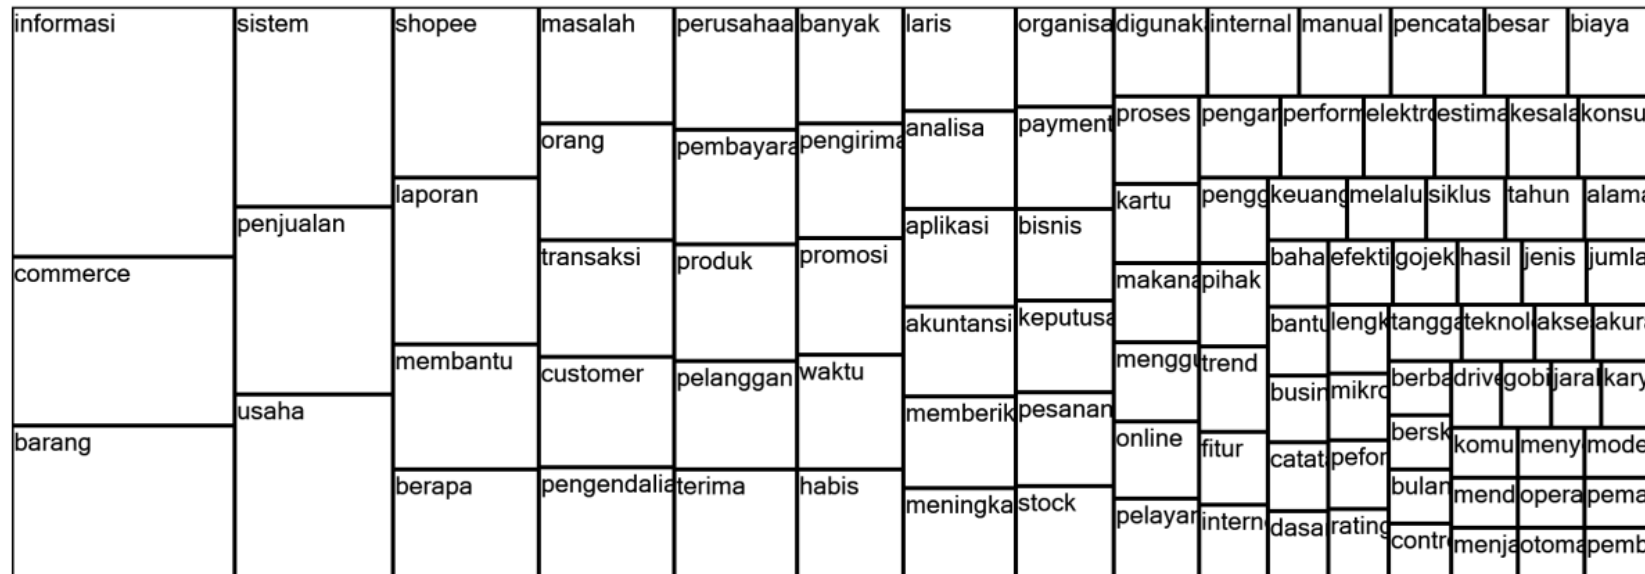 informasi
commerce
barang
sistem
penjualan
usaha
shopee
laporan
membantu
berapa
masalah
orang
transaksi
customer
pengendalia
perusahaa
pembayara
produk
pelanggan
terima
banyak
pengirima
promosi
waktu
habis
laris
analisa
aplikasi
akuntansi
memberik
meningka
organisa
payment
bisnis
keputusa
pesanan
stock
digunak
internal
manual
pencata
besar
biaya
proses
kartu
makana
menggu
online
pelayar
pengar
perform
elektro
estima
kesala
konsu
pengg
pihak
trend
fitur
intern
keuang
melalu
siklus
tahun
alama
baha
bantu
busin
catat
dasa
efekti
gojek
hasil
jenis
jumla
lengk
mikro
pefor
rating
tangga
teknol
akse
akur
berba
bersk
bulan
contr
drive
gobi
jaral
kary
komu
meny
mode
mend
opera
pema
menja
otoma
pemb